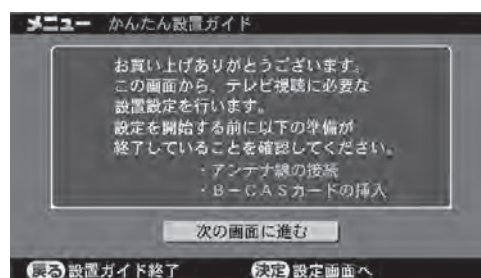 メニュー かんたん設置ガイド
お買い上げありがとうございます。
この画面から、テレビ視聴に必要な
設置設定を行います。
設定を開始する前に以下の準備が
終了していることを確認してください。
・アンテナ線の接続
・B－CASカードの挿入
次の画面に進む
戻る 設置ガイド終了 決定 設定画面へ